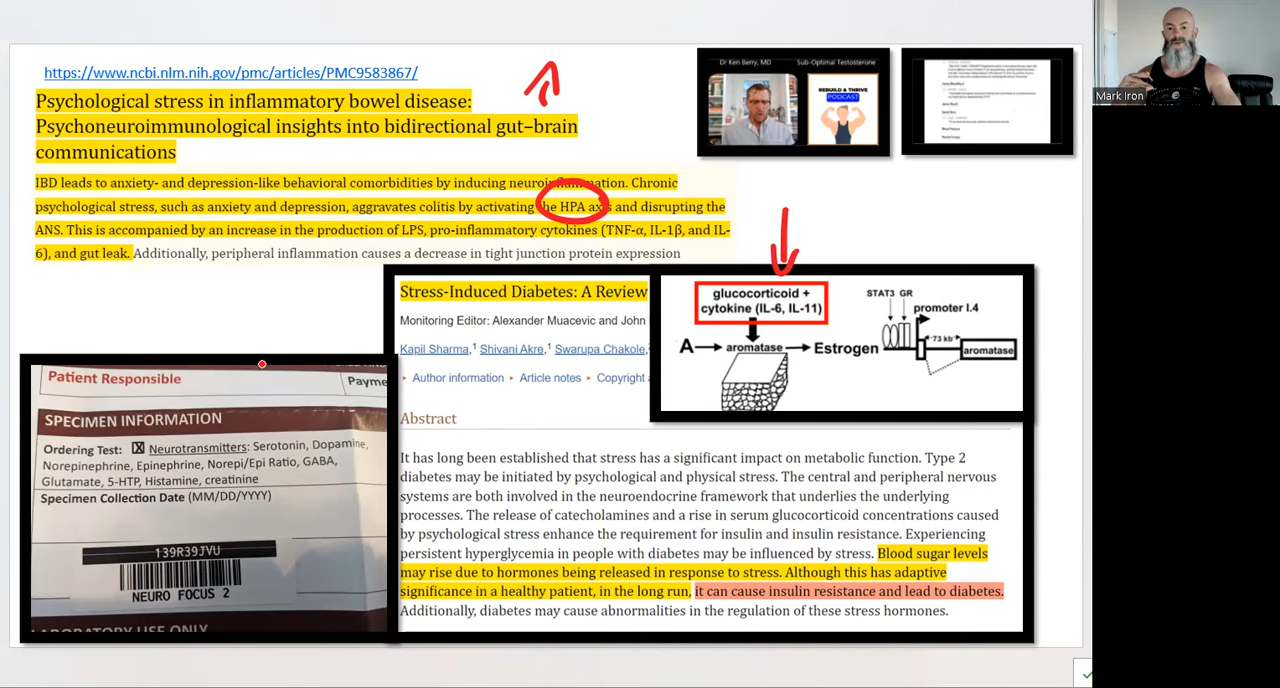 https://www.ncbi.nlm.nih.gov/pmc/articles/PMC9583867/
Psychological stress in inflammatory bowel disease:
Psychoneuroimmunological insights into bidirectional gut–brain
communications
IBD leads to anxiety- and depression-like behavioral comorbidities by inducing neuroinflammation. Chronic
psychological stress, such as anxiety and depression, aggravates colitis by activating the HPA axis and disrupting the
ANS. This is accompanied by an increase in the production of LPS, pro-inflammatory cytokines (TNF-α, IL-1β, and IL-
6), and gut leak. Additionally, peripheral inflammation causes a decrease in tight junction protein expression
Dr Ken Berry, MD
Sub-Optimal Testosterone
REBUILD & THRIVE
PODCAST
Mark Iron
Stress-Induced Diabetes: A Review
Monitoring Editor: Alexander Muacevic and John
Kapil Sharma,1 Shivani Akre,1 Swarupa Chakole,
Author information
Article notes
Copyright a
glucocorticoid +
cytokine (IL-6, IL-11)
A
aromatase
Estrogen
STAT3 GR
promoter I.4
~73 kb
aromatase
Abstract
It has long been established that stress has a significant impact on metabolic function. Type 2
diabetes may be initiated by psychological and physical stress. The central and peripheral nervous
systems are both involved in the neuroendocrine framework that underlies the underlying
processes. The release of catecholamines and a rise in serum glucocorticoid concentrations caused
by psychological stress enhance the requirement for insulin and insulin resistance. Experiencing
persistent hyperglycemia in people with diabetes may be influenced by stress. Blood sugar levels
may rise due to hormones being released in response to stress. Although this has adaptive
significance in a healthy patient, in the long run, it can cause insulin resistance and lead to diabetes.
Additionally, diabetes may cause abnormalities in the regulation of these stress hormones.
Patient Responsible
Payme
SPECIMEN INFORMATION
Ordering Test: ☒ Neurotransmitters: Serotonin, Dopamine,
Norepinephrine, Epinephrine, Norepi/Epi Ratio, GABA,
Glutamate, 5-HTP, Histamine, creatinine
Specimen Collection Date (MM/DD/YYYY)
139R39JVU
NEURO FOCUS 2
LABORATORY USE ONLY